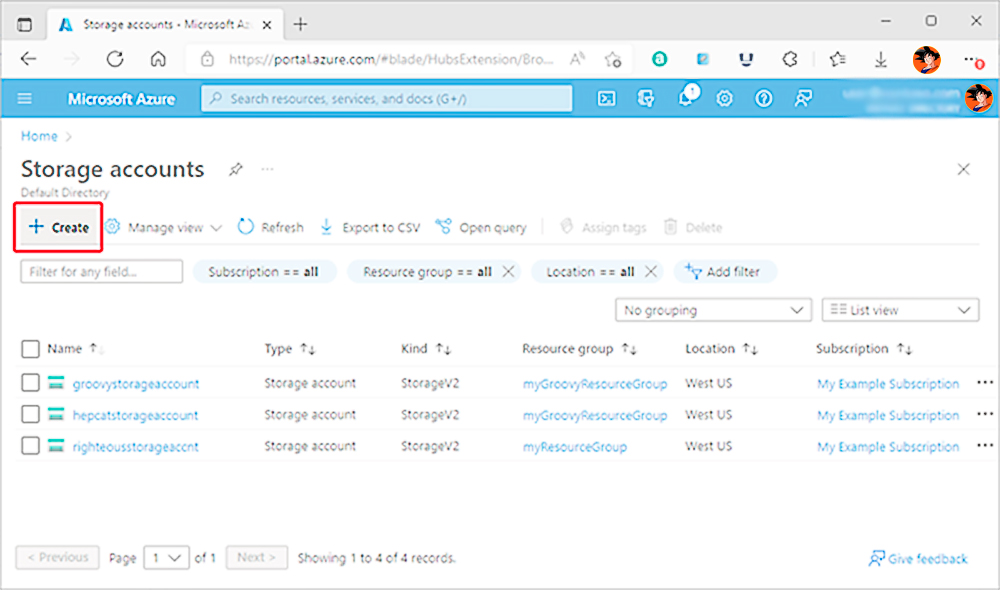 Storage accounts - Microsoft Az
https://portal.azure.com/#blade/HubsExtension/Bro...
Microsoft Azure
Search resources, services, and docs (G+/)
1
Home >
Storage accounts
Default Directory
+ Create
Manage view
Refresh
Export to CSV
Open query
Assign tags
Delete
Filter for any field...
Subscription == all
Resource group == all
Location == all
Add filter
No grouping
List view
Name Type Kind Resource group Location Subscription
groovystorageaccount Storage account StorageV2 myGroovyResourceGroup West US My Example Subscription ...
hepcatstorageaccount Storage account StorageV2 myGroovyResourceGroup West US My Example Subscription ...
righteousstorageaccnt Storage account StorageV2 myResourceGroup West US My Example Subscription ...
< Previous Page 1 of 1 Next > Showing 1 to 4 of 4 records. Give feedback